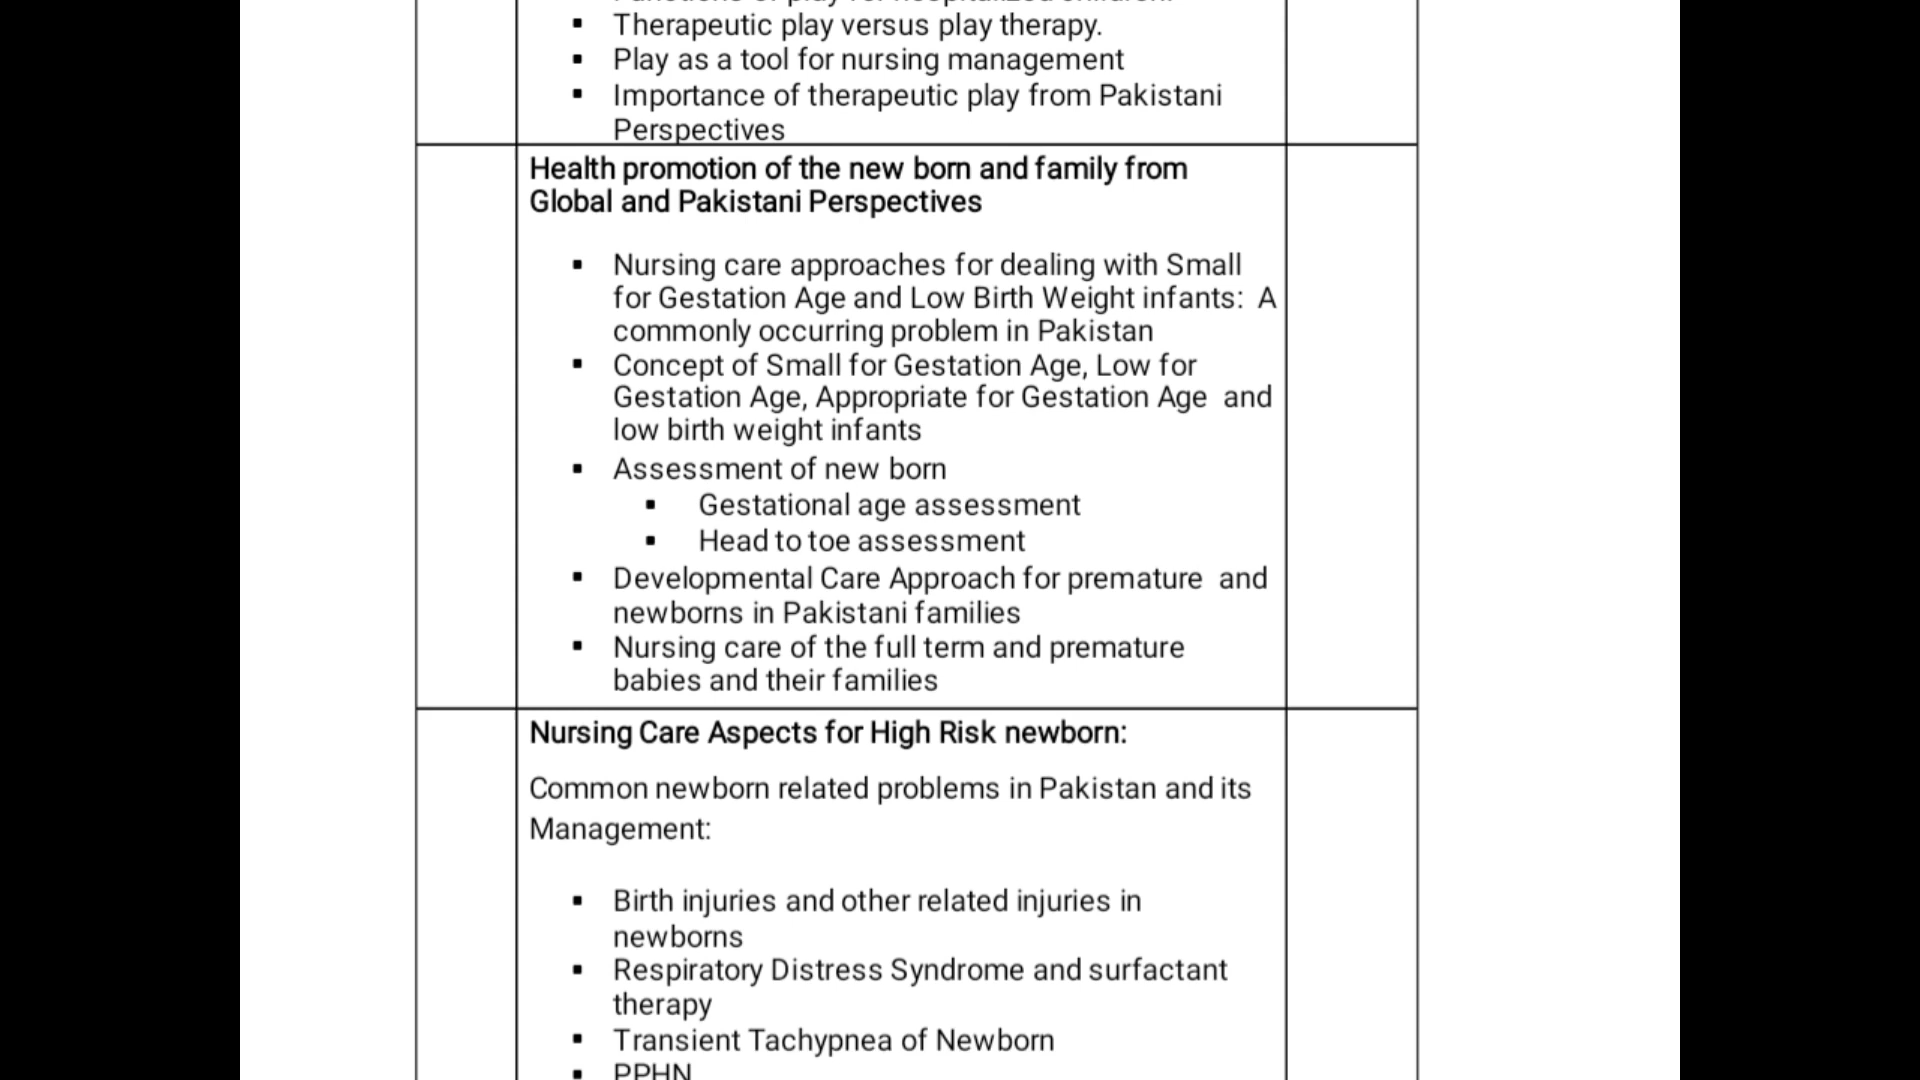 Functions of play for hospitalized children.
▪ Therapeutic play versus play therapy.
▪ Play as a tool for nursing management
▪ Importance of therapeutic play from Pakistani
Perspectives
Health promotion of the new born and family from
Global and Pakistani Perspectives
▪ Nursing care approaches for dealing with Small
for Gestation Age and Low Birth Weight infants: A
commonly occurring problem in Pakistan
▪ Concept of Small for Gestation Age, Low for
Gestation Age, Appropriate for Gestation Age and
low birth weight infants
▪ Assessment of new born
▪ Gestational age assessment
▪ Head to toe assessment
▪ Developmental Care Approach for premature and
newborns in Pakistani families
▪ Nursing care of the full term and premature
babies and their families
Nursing Care Aspects for High Risk newborn:
Common newborn related problems in Pakistan and its
Management:
▪ Birth injuries and other related injuries in
newborns
▪ Respiratory Distress Syndrome and surfactant
therapy
▪ Transient Tachypnea of Newborn
▪ PPHN